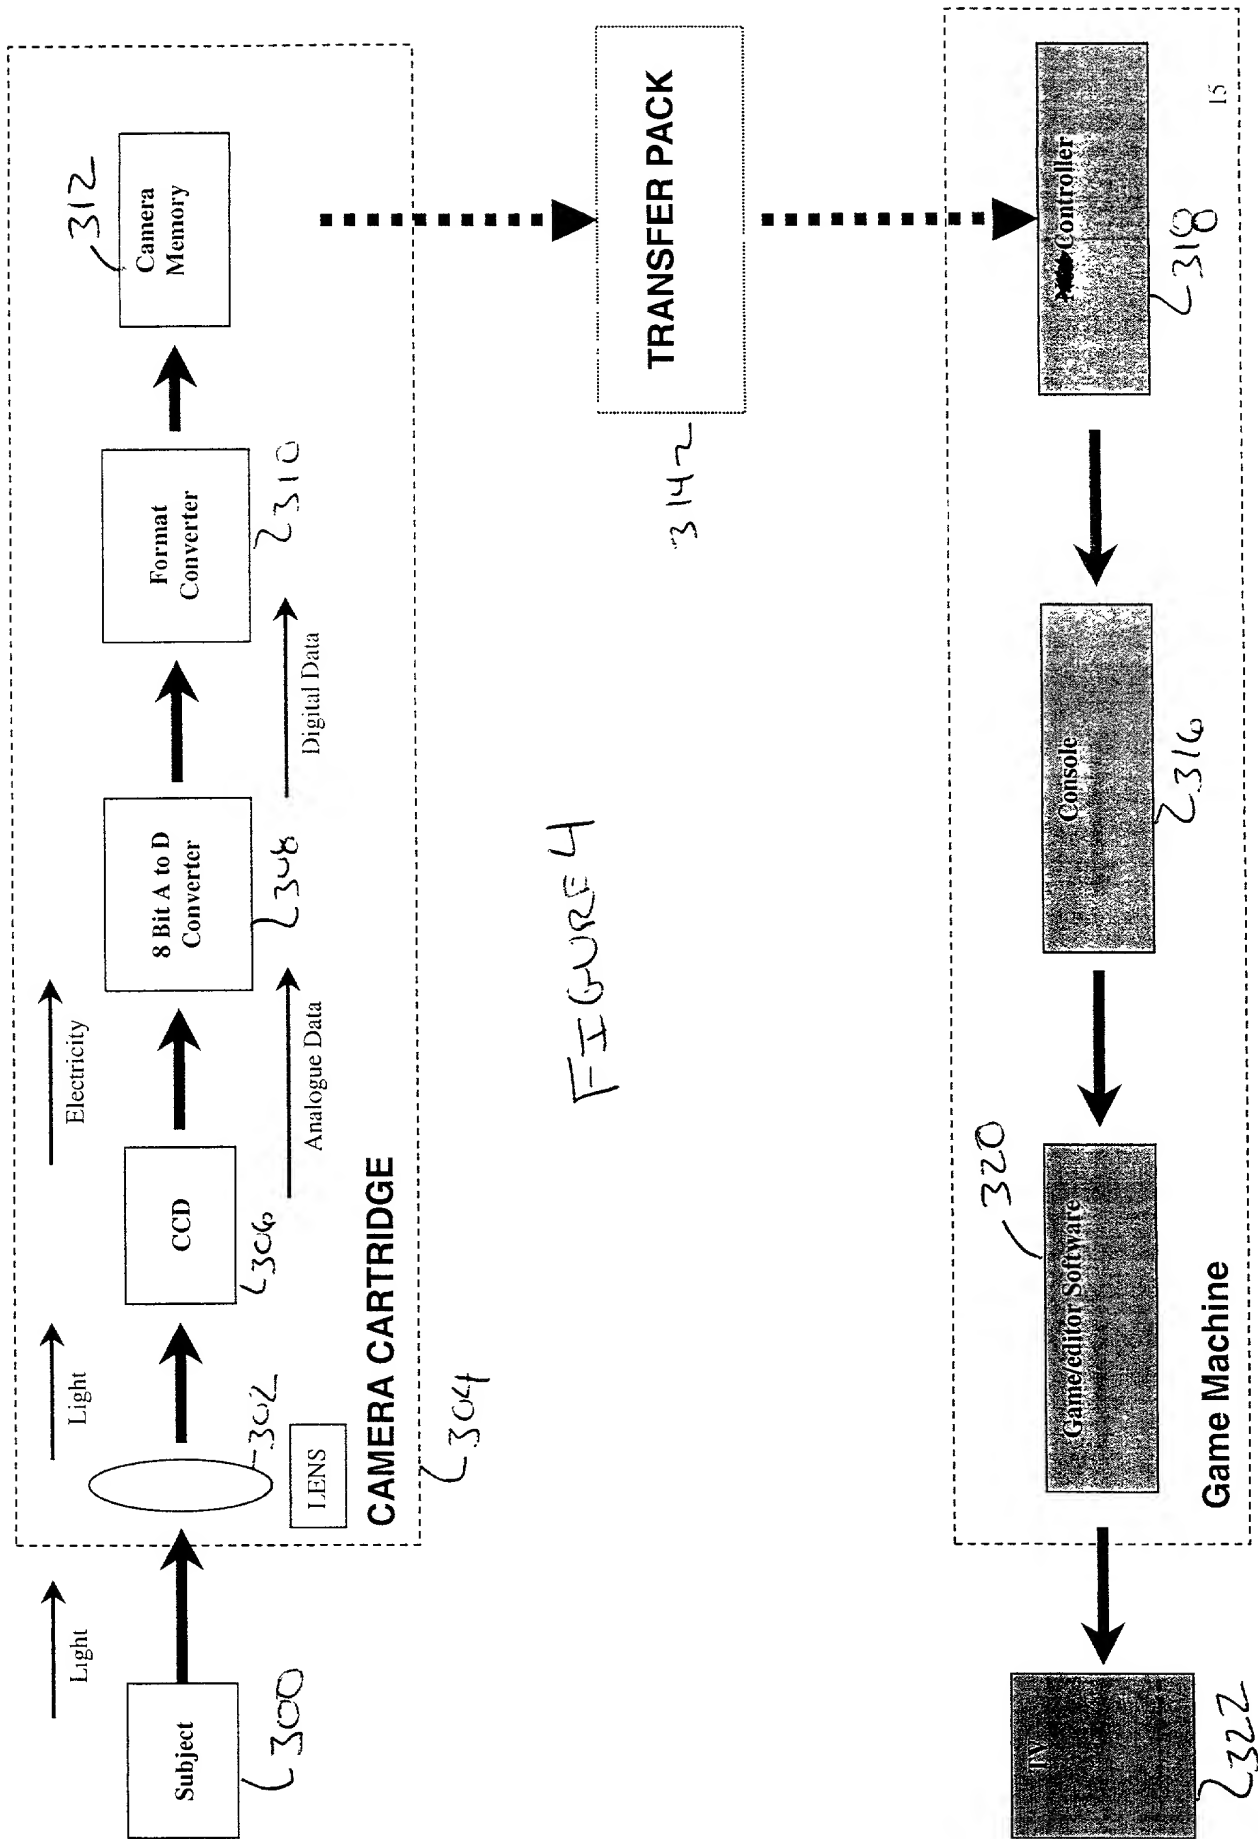 Light
Light
Electricity
Subject
300
302
LENS
CCD
306
8 Bit A to D
Converter
308
Format
Converter
310
Camera
Memory
312
Analogue Data
Digital Data
CAMERA CARTRIDGE
304
FIGURE 4
314
TRANSFER PACK
TV
322
Game/editor Software
320
Console
316
Controller
318
Game Machine
15